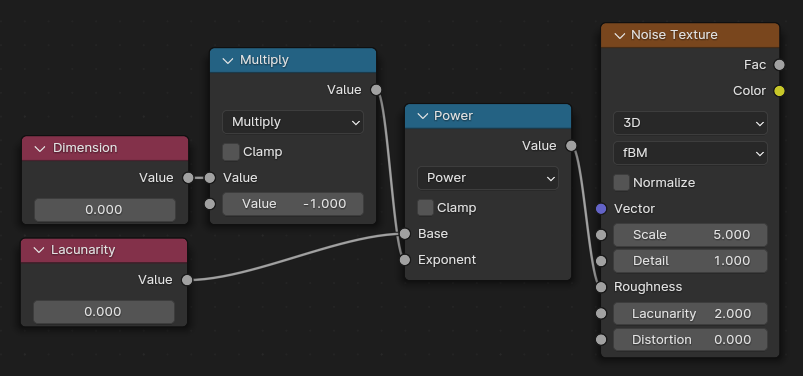 Dimension
Value
0.000
Lacunarity
Value
0.000
Multiply
Value
Multiply
Clamp
Value
Value -1.000
Power
Value
Power
Clamp
Base
Exponent
Noise Texture
Fac
Color
3D
fBM
Normalize
Vector
Scale 5.000
Detail 1.000
Roughness
Lacunarity 2.000
Distortion 0.000